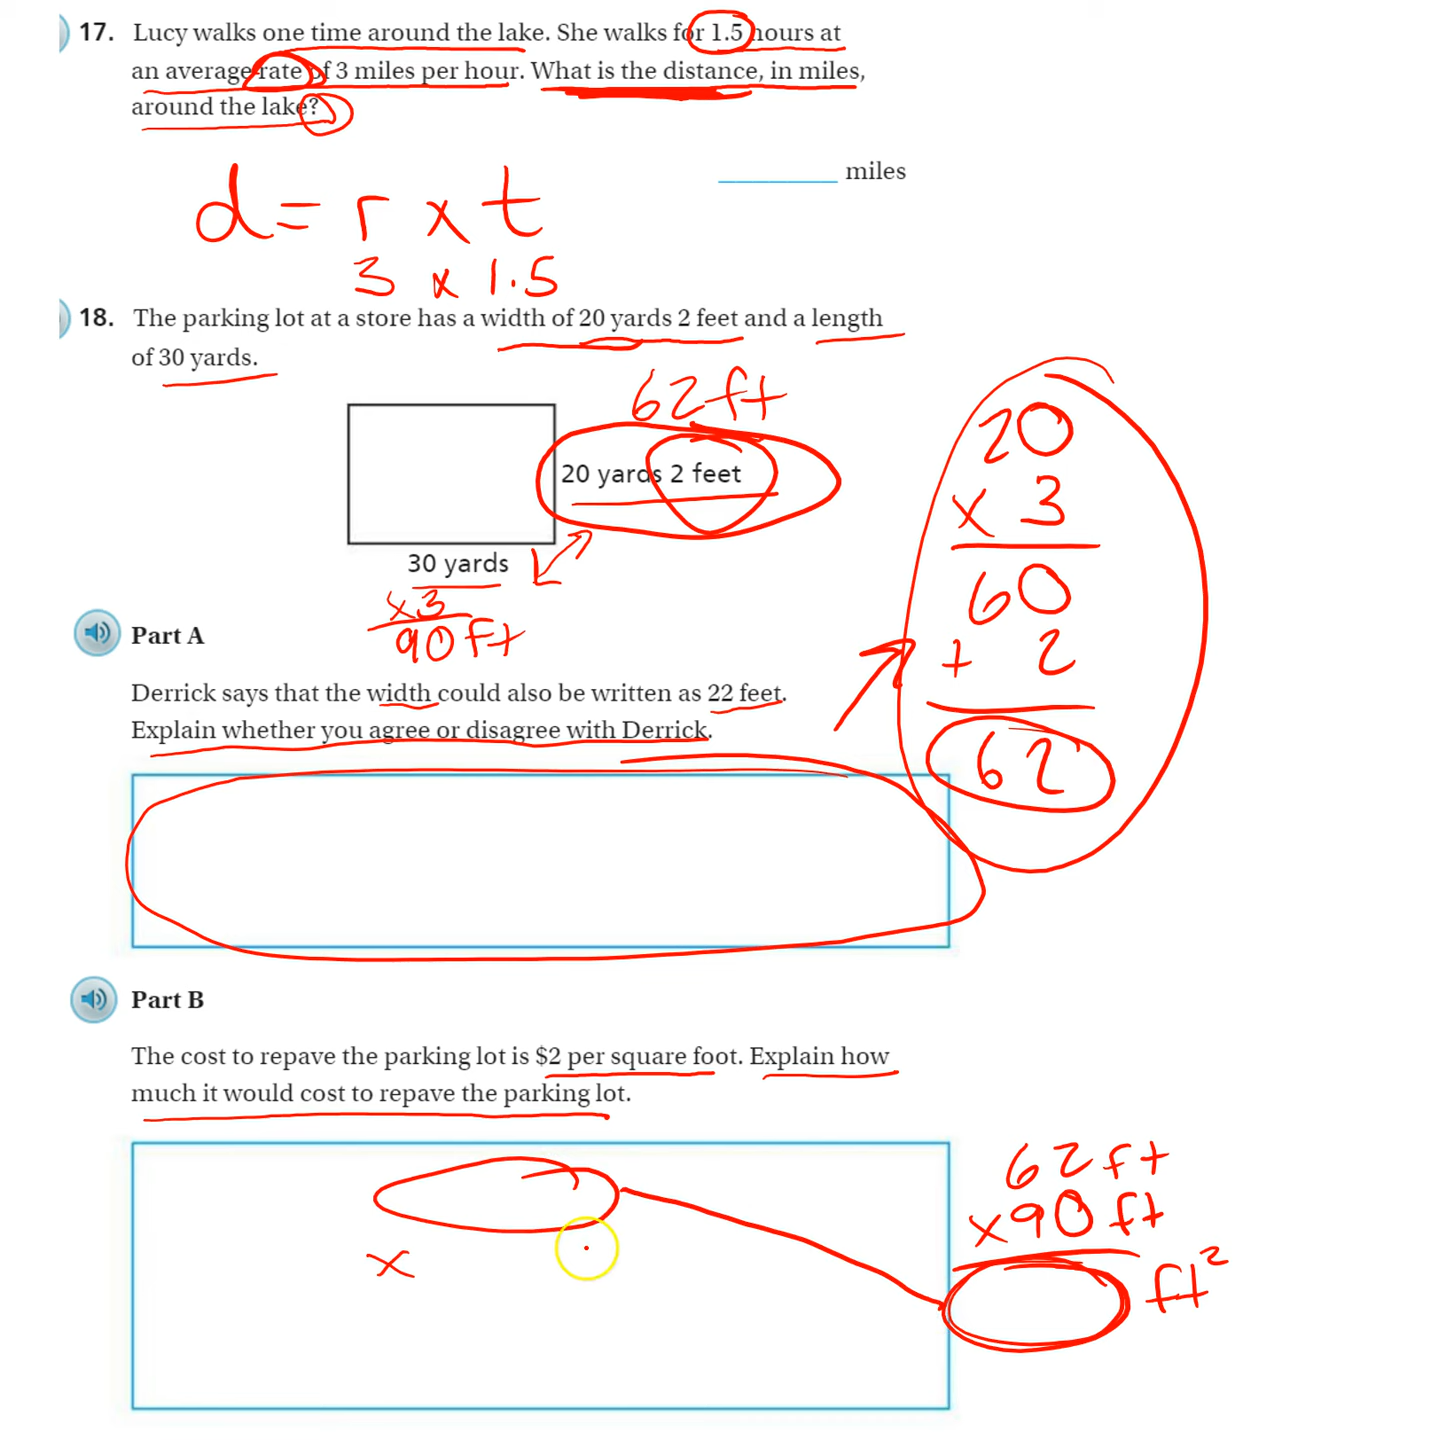 17. Lucy walks one time around the lake. She walks for 1.5 hours at
an average rate of 3 miles per hour. What is the distance, in miles,
around the lake?
miles
d = r x t
3 x 1.5
18. The parking lot at a store has a width of 20 yards 2 feet and a length
of 30 yards.
62 ft
20 yards 2 feet
30 yards
x3
90 ft
20
x 3
60
+ 2
62
Part A
Derrick says that the width could also be written as 22 feet.
Explain whether you agree or disagree with Derrick.
Part B
The cost to repave the parking lot is $2 per square foot. Explain how
much it would cost to repave the parking lot.
x
62 ft
x90 ft
ft²